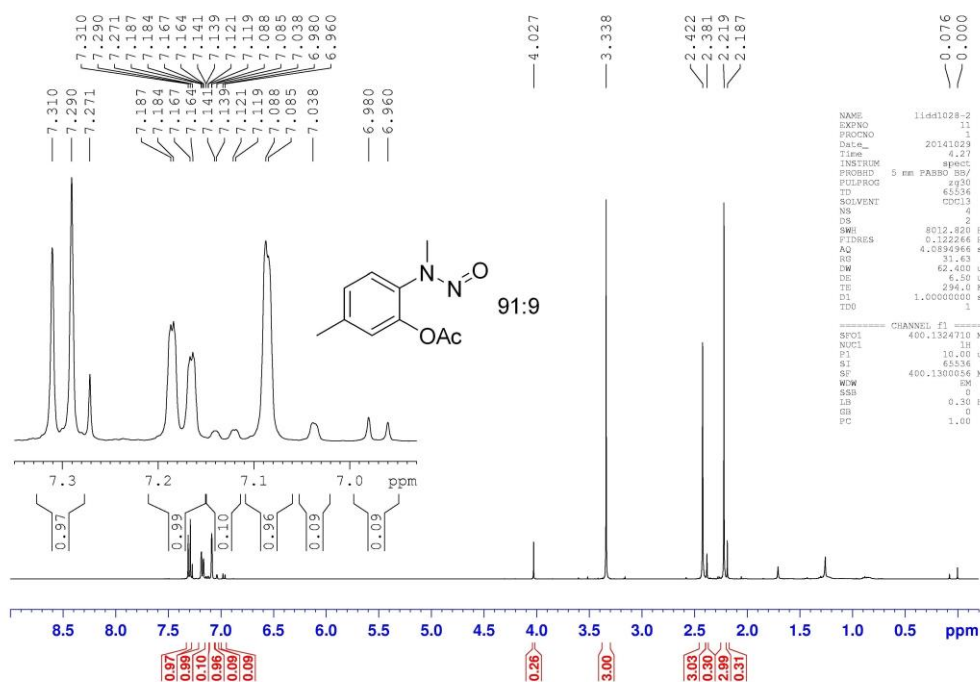 7.310
7.290
7.271
7.187
7.184
7.167
7.164
7.141
7.139
7.121
7.119
7.088
7.085
7.038
6.980
6.960
4.027
3.338
2.422
2.381
2.219
2.187
0.076
0.000
7.310
7.290
7.271
7.187
7.184
7.167
7.164
7.141
7.139
7.121
7.119
7.088
7.085
7.038
6.980
6.960
NAME lidd1028-2
EXPNO 11
PROCNO 1
Date_ 20141029
Time 4.27
INSTRUM spect
PROBHD 5 mm PABBO BB/
PULPROG zg30
TD 65536
SOLVENT CDCl3
NS 4
DS 2
SWH 8012.820
FIDRES 0.122266
AQ 4.0894966
RG 31.63
DW 62.400
DE 6.50
TE 294.0
D1 1.00000000
TD0 1
======== CHANNEL f1 =====
SFO1 400.1324710
NUC1 1H
P1 10.00
SI 65536
SF 400.1300056
WDW EM
SSB 0
LB 0.30
GB 0
PC 1.00
N
N
O
OAc
91:9
7.3 7.2 7.1 7.0 ppm
0.97 0.99 0.10 0.96 0.09 0.09
8.5 8.0 7.5 7.0 6.5 6.0 5.5 5.0 4.5 4.0 3.5 3.0 2.5 2.0 1.5 1.0 0.5 0.0 ppm
0.97 0.99 0.10 0.96 0.09 0.09 0.26 3.00 3.03 0.30 2.99 0.31